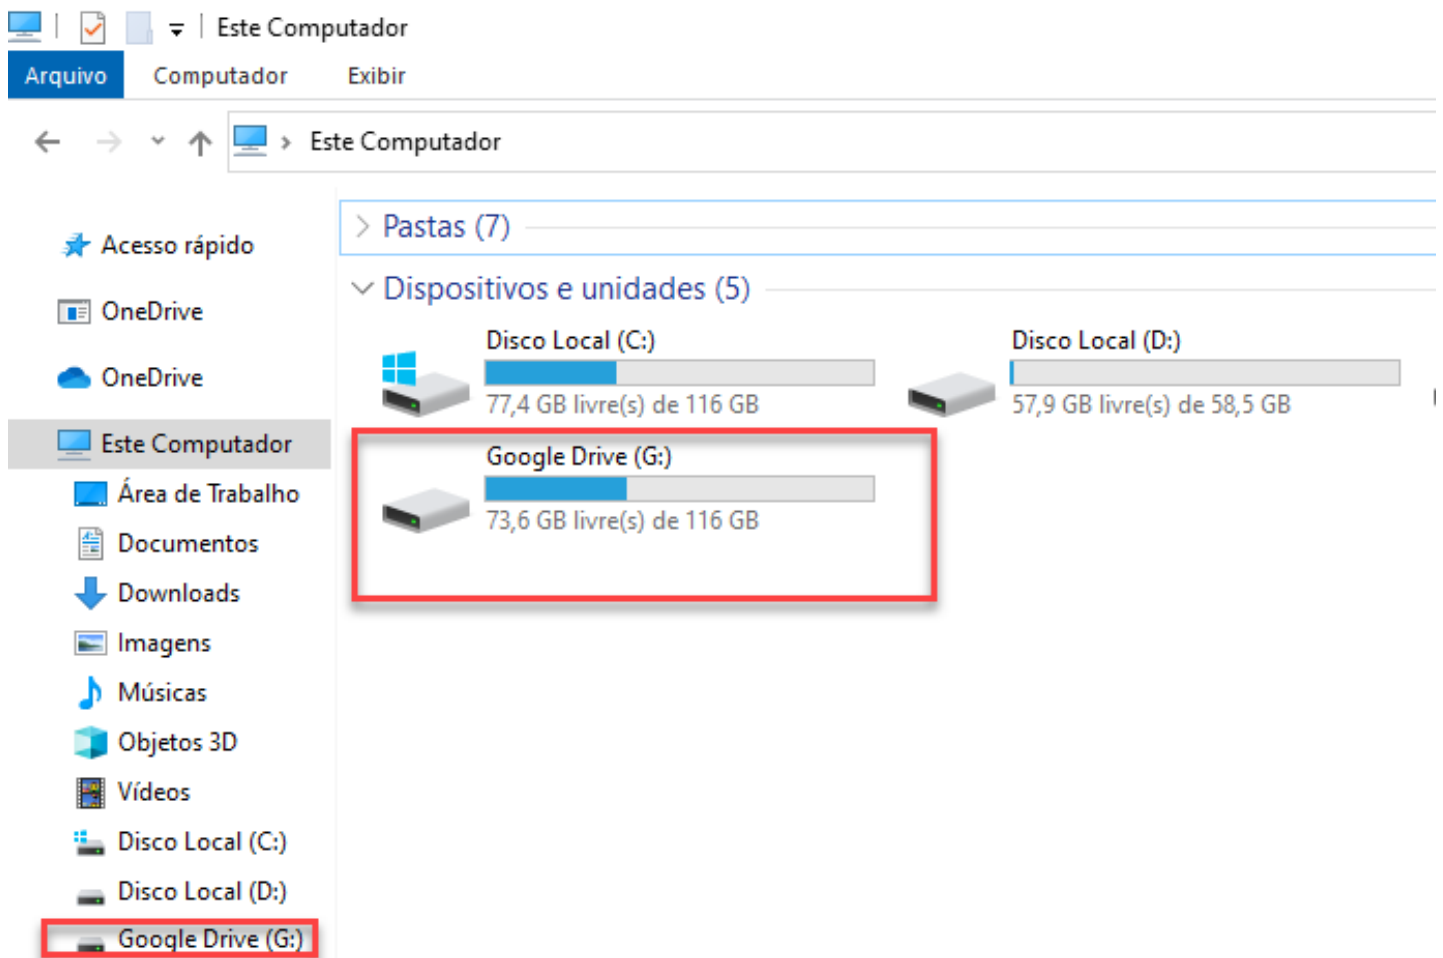 Este Computador
Arquivo Computador Exibir
Este Computador
Acesso rápido
OneDrive
OneDrive
Este Computador
Área de Trabalho
Documentos
Downloads
Imagens
Músicas
Objetos 3D
Vídeos
Disco Local (C:)
Disco Local (D:)
Google Drive (G:)
Pastas (7)
Dispositivos e unidades (5)
Disco Local (C:)
77,4 GB livre(s) de 116 GB
Disco Local (D:)
57,9 GB livre(s) de 58,5 GB
Google Drive (G:)
73,6 GB livre(s) de 116 GB